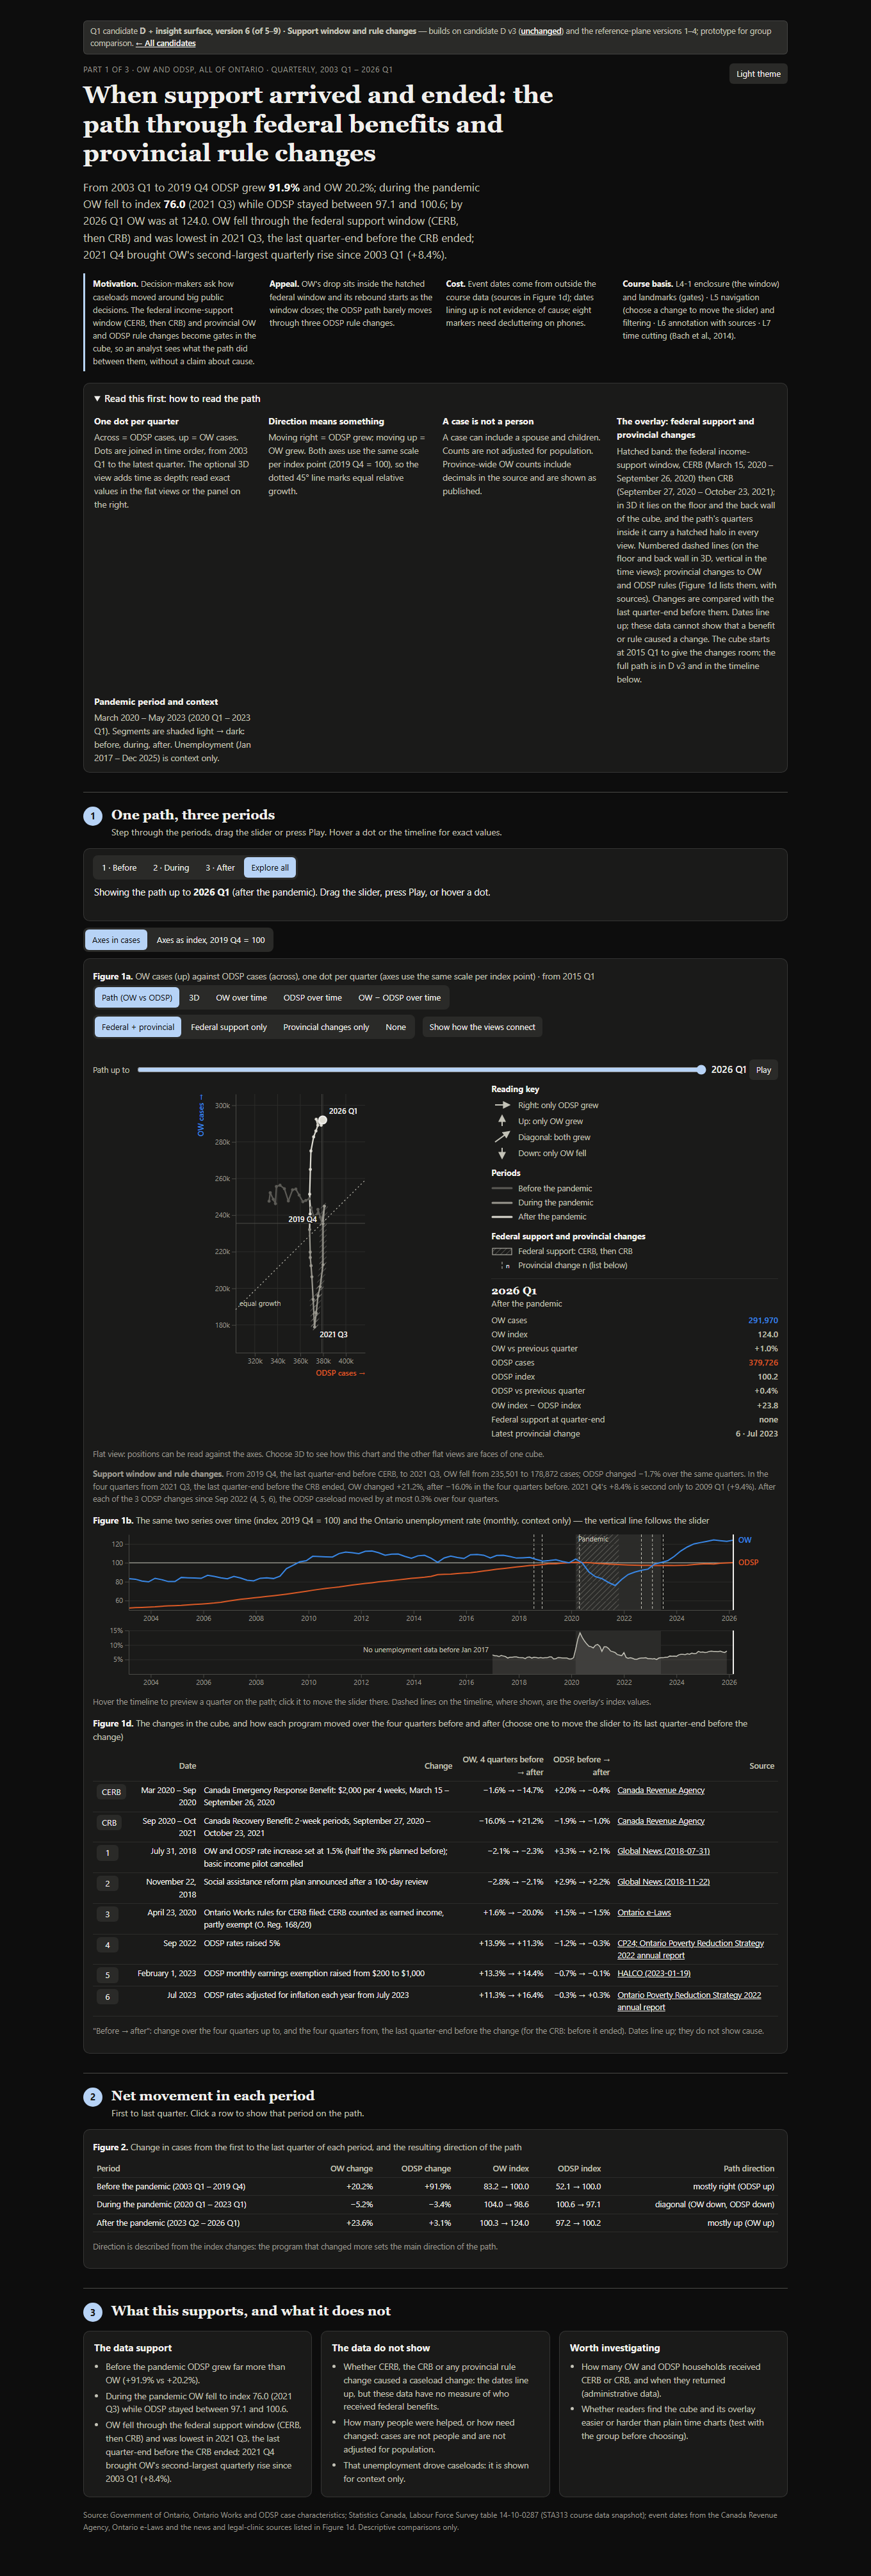 Q1 candidate D + insight surface, version 6 (of 5–9) · Support window and rule changes — builds on candidate D v3 (unchanged) and the reference-plane versions 1–4; prototype for group
comparison. ← All candidates
PART 1 OF 3 · OW AND ODSP, ALL OF ONTARIO · QUARTERLY, 2003 Q1 – 2026 Q1
Light theme
When support arrived and ended: the
path through federal benefits and
provincial rule changes
From 2003 Q1 to 2019 Q4 ODSP grew 91.9% and OW 20.2%; during the pandemic
OW fell to index 76.0 (2021 Q3) while ODSP stayed between 97.1 and 100.6; by
2026 Q1 OW was at 124.0. OW fell through the federal support window (CERB,
then CRB) and was lowest in 2021 Q3, the last quarter-end before the CRB ended;
2021 Q4 brought OW's second-largest quarterly rise since 2003 Q1 (+8.4%).
Motivation. Decision-makers ask how
caseloads moved around big public
decisions. The federal income-support
window (CERB, then CRB) and provincial OW
and ODSP rule changes become gates in the
cube, so an analyst sees what the path did
between them, without a claim about cause.
Appeal. OW's drop sits inside the hatched
federal window and its rebound starts as the
window closes; the ODSP path barely moves
through three ODSP rule changes.
Cost. Event dates come from outside the
course data (sources in Figure 1d); dates
lining up is not evidence of cause; eight
markers need decluttering on phones.
Course basis. L4-1 enclosure (the window)
and landmarks (gates) · L5 navigation
(choose a change to move the slider) and
filtering · L6 annotation with sources · L7
time cutting (Bach et al., 2014).
▼ Read this first: how to read the path
One dot per quarter
Across = ODSP cases, up = OW cases.
Dots are joined in time order, from 2003
Q1 to the latest quarter. The optional 3D
view adds time as depth; read exact
values in the flat views or the panel on
the right.
Direction means something
Moving right = ODSP grew; moving up =
OW grew. Both axes use the same scale
per index point (2019 Q4 = 100), so the
dotted 45° line marks equal relative
growth.
A case is not a person
A case can include a spouse and children.
Counts are not adjusted for population.
Province-wide OW counts include
decimals in the source and are shown as
published.
The overlay: federal support and
provincial changes
Hatched band: the federal income-
support window, CERB (March 15, 2020 –
September 26, 2020) then CRB
(September 27, 2020 – October 23, 2021);
in 3D it lies on the floor and the back wall
of the cube, and the path's quarters
inside it carry a hatched halo in every
view. Numbered dashed lines (on the
floor and back wall in 3D, vertical in the
time views): provincial changes to OW
and ODSP rules (Figure 1d lists them, with
sources). Changes are compared with the
last quarter-end before them. Dates line
up; these data cannot show that a benefit
or rule caused a change. The cube starts
at 2015 Q1 to give the changes room; the
full path is in D v3 and in the timeline
below.
Pandemic period and context
March 2020 – May 2023 (2020 Q1 – 2023
Q1). Segments are shaded light → dark:
before, during, after. Unemployment (Jan
2017 – Dec 2025) is context only.
1 One path, three periods
Step through the periods, drag the slider or press Play. Hover a dot or the timeline for exact values.
1 · Before 2 · During 3 · After Explore all
Showing the path up to 2026 Q1 (after the pandemic). Drag the slider, press Play, or hover a dot.
Axes in cases Axes as index, 2019 Q4 = 100
Figure 1a. OW cases (up) against ODSP cases (across), one dot per quarter (axes use the same scale per index point) · from 2015 Q1
Path (OW vs ODSP) 3D OW over time ODSP over time OW − ODSP over time
Federal + provincial Federal support only Provincial changes only None Show how the views connect
Path up to 2026 Q1 Play
OW cases →
300k
280k
260k
240k
220k
200k
180k
2026 Q1
2019 Q4
equal growth
2021 Q3
320k 340k 360k 380k 400k
ODSP cases →
Reading key
Right: only ODSP grew
Up: only OW grew
Diagonal: both grew
Down: only OW fell
Periods
Before the pandemic
During the pandemic
After the pandemic
Federal support and provincial changes
Federal support: CERB, then CRB
n Provincial change n (list below)
2026 Q1
After the pandemic
OW cases 291,970
OW index 124.0
OW vs previous quarter +1.0%
ODSP cases 379,726
ODSP index 100.2
ODSP vs previous quarter +0.4%
OW index − ODSP index +23.8
Federal support at quarter-end none
Latest provincial change 6 · Jul 2023
Flat view: positions can be read against the axes. Choose 3D to see how this chart and the other flat views are faces of one cube.
Support window and rule changes. From 2019 Q4, the last quarter-end before CERB, to 2021 Q3, OW fell from 235,501 to 178,872 cases; ODSP changed −1.7% over the same quarters. In the
four quarters from 2021 Q3, the last quarter-end before the CRB ended, OW changed +21.2%, after −16.0% in the four quarters before. 2021 Q4's +8.4% is second only to 2009 Q1 (+9.4%). After
each of the 3 ODSP changes since Sep 2022 (4, 5, 6), the ODSP caseload moved by at most 0.3% over four quarters.
Figure 1b. The same two series over time (index, 2019 Q4 = 100) and the Ontario unemployment rate (monthly, context only) — the vertical line follows the slider
120
100
80
60
Pandemic
OW
ODSP
2004 2006 2008 2010 2012 2014 2016 2018 2020 2022 2024 2026
15%
10%
5%
No unemployment data before Jan 2017
2004 2006 2008 2010 2012 2014 2016 2018 2020 2022 2024 2026
Hover the timeline to preview a quarter on the path; click it to move the slider there. Dashed lines on the timeline, where shown, are the overlay's index values.
Figure 1d. The changes in the cube, and how each program moved over the four quarters before and after (choose one to move the slider to its last quarter-end before the
change)
Date Change OW, 4 quarters before → after ODSP, before → after Source
CERB Mar 2020 – Sep 2020 Canada Emergency Response Benefit: $2,000 per 4 weeks, March 15 – September 26, 2020 −1.6% → −14.7% +2.0% → −0.4% Canada Revenue Agency
CRB Sep 2020 – Oct 2021 Canada Recovery Benefit: 2-week periods, September 27, 2020 – October 23, 2021 −16.0% → +21.2% −1.9% → −1.0% Canada Revenue Agency
1 July 31, 2018 OW and ODSP rate increase set at 1.5% (half the 3% planned before); basic income pilot cancelled −2.1% → −2.3% +3.3% → +2.1% Global News (2018-07-31)
2 November 22, 2018 Social assistance reform plan announced after a 100-day review −2.8% → −2.1% +2.9% → +2.2% Global News (2018-11-22)
3 April 23, 2020 Ontario Works rules for CERB filed: CERB counted as earned income, partly exempt (O. Reg. 168/20) +1.6% → −20.0% +1.5% → −1.5% Ontario e-Laws
4 Sep 2022 ODSP rates raised 5% +13.9% → +11.3% −1.2% → −0.3% CP24; Ontario Poverty Reduction Strategy 2022 annual report
5 February 1, 2023 ODSP monthly earnings exemption raised from $200 to $1,000 +13.3% → +14.4% −0.7% → −0.1% HALCO (2023-01-19)
6 Jul 2023 ODSP rates adjusted for inflation each year from July 2023 +11.3% → +16.4% −0.3% → +0.3% Ontario Poverty Reduction Strategy 2022 annual report
"Before → after": change over the four quarters up to, and the four quarters from, the last quarter-end before the change (for the CRB: before it ended). Dates line up; they do not show cause.
2 Net movement in each period
First to last quarter. Click a row to show that period on the path.
Figure 2. Change in cases from the first to the last quarter of each period, and the resulting direction of the path
Period OW change ODSP change OW index ODSP index Path direction
Before the pandemic (2003 Q1 – 2019 Q4) +20.2% +91.9% 83.2 → 100.0 52.1 → 100.0 mostly right (ODSP up)
During the pandemic (2020 Q1 – 2023 Q1) −5.2% −3.4% 104.0 → 98.6 100.6 → 97.1 diagonal (OW down, ODSP down)
After the pandemic (2023 Q2 – 2026 Q1) +23.6% +3.1% 100.3 → 124.0 97.2 → 100.2 mostly up (OW up)
Direction is described from the index changes: the program that changed more sets the main direction of the path.
3 What this supports, and what it does not
The data support
• Before the pandemic ODSP grew far more than
OW (+91.9% vs +20.2%).
• During the pandemic OW fell to index 76.0 (2021
Q3) while ODSP stayed between 97.1 and 100.6.
• OW fell through the federal support window (CERB,
then CRB) and was lowest in 2021 Q3, the last
quarter-end before the CRB ended; 2021 Q4
brought OW's second-largest quarterly rise since
2003 Q1 (+8.4%).
The data do not show
• Whether CERB, the CRB or any provincial rule
change caused a caseload change: the dates line
up, but these data have no measure of who
received federal benefits.
• How many people were helped, or how need
changed: cases are not people and are not
adjusted for population.
• That unemployment drove caseloads: it is shown
for context only.
Worth investigating
• How many OW and ODSP households received
CERB or CRB, and when they returned
(administrative data).
• Whether readers find the cube and its overlay
easier or harder than plain time charts (test with
the group before choosing).
Source: Government of Ontario, Ontario Works and ODSP case characteristics; Statistics Canada, Labour Force Survey table 14-10-0287 (STA313 course data snapshot); event dates from the Canada Revenue
Agency, Ontario e-Laws and the news and legal-clinic sources listed in Figure 1d. Descriptive comparisons only.